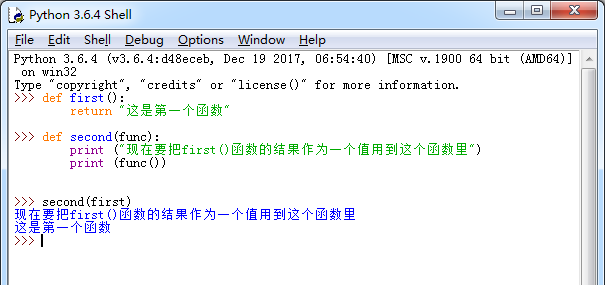 Python 3.6.4 Shell
File Edit Shell Debug Options Window Help
Python 3.6.4 (v3.6.4:d48eceb, Dec 19 2017, 06:54:40) [MSC v.1900 64 bit (AMD64)]
 on win32
Type "copyright", "credits" or "license()" for more information.
>>> def first():
        return "这是第一个函数"
>>> def second(func):
        print ("现在要把first()函数的结果作为一个值用到这个函数里")
        print (func())
>>> second(first)
现在要把first()函数的结果作为一个值用到这个函数里
这是第一个函数
>>>